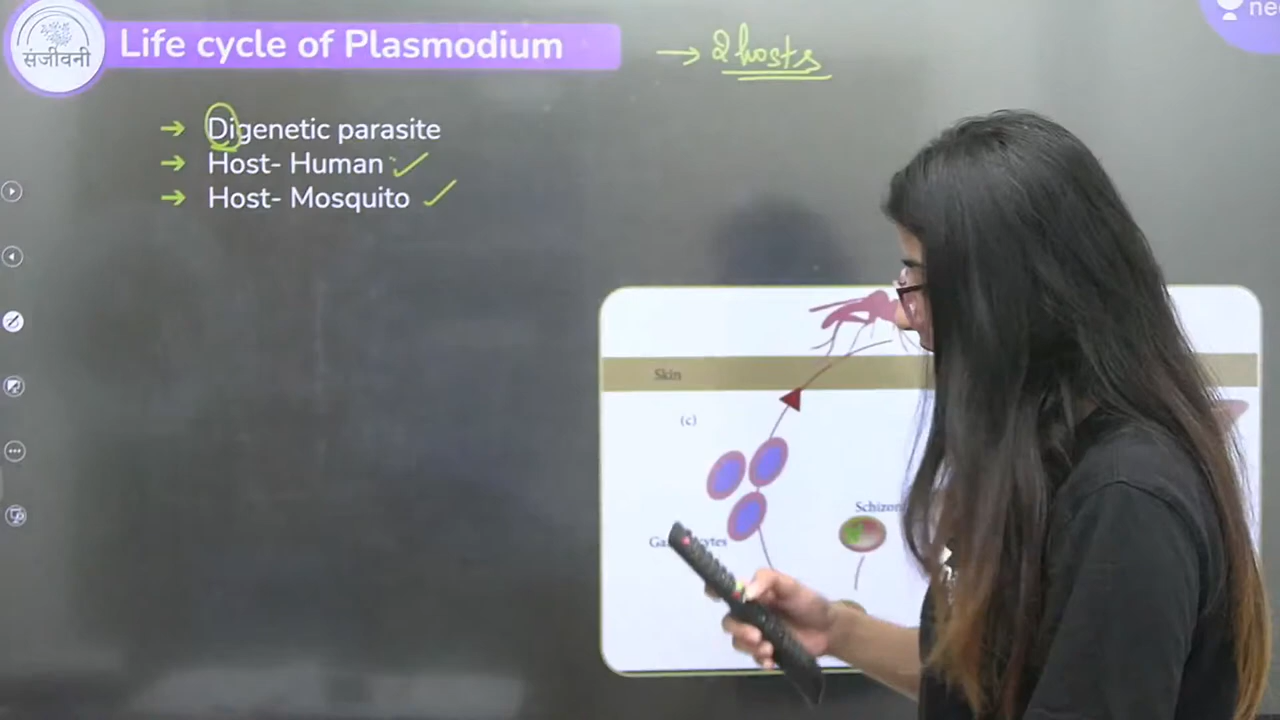 संजीवनी
Life cycle of Plasmodium
→ 2 hosts
→ Digenetic parasite
→ Host- Human
→ Host- Mosquito
Skin
(c)